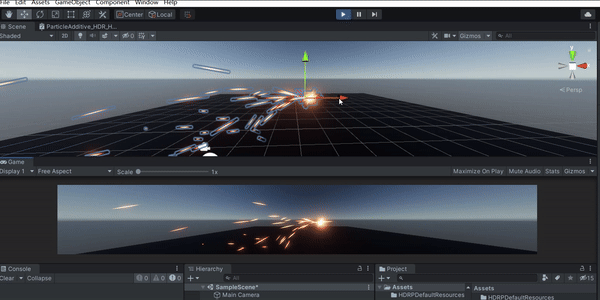 File Edit Assets GameObject Component Window Help
Center Local
Scene ParticleAdditive_HDR_H...
Shaded 2D 0 Gizmos All
y
x
Persp
Game
Display 1 Free Aspect Scale 1x Maximize On Play Mute Audio Stats Gizmos
Console Hierarchy Project
Clear Collapse 0 0 0 All 15
SampleScene* Assets Assets
Main Camera HDRPDefaultResources HDRPDefaultResources